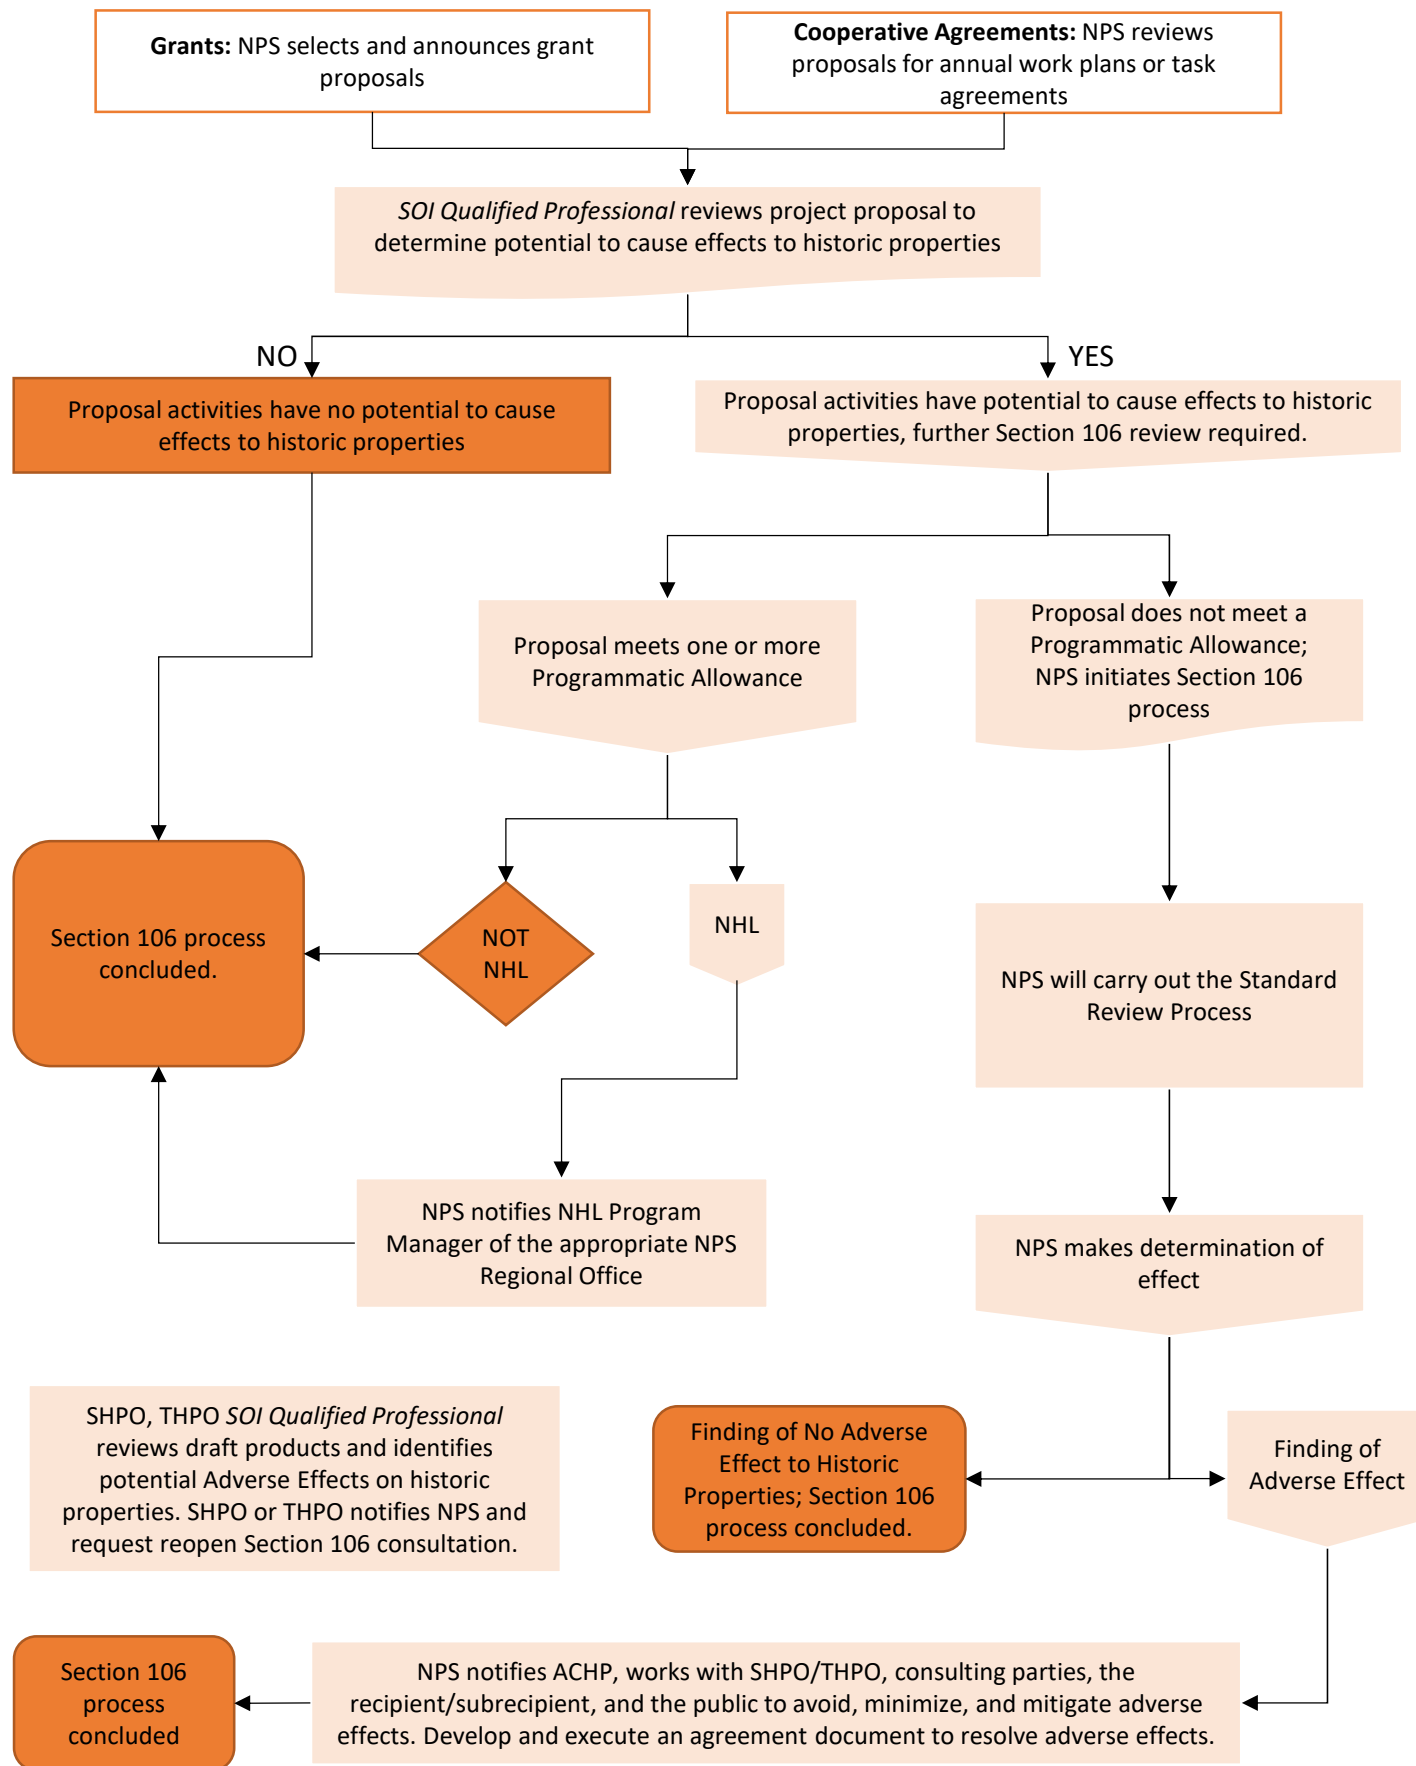 Grants: NPS selects and announces grant
proposals
Cooperative Agreements: NPS reviews
proposals for annual work plans or task
agreements
SOI Qualified Professional reviews project proposal to
determine potential to cause effects to historic properties
NO
YES
Proposal activities have no potential to cause
effects to historic properties
Proposal activities have potential to cause effects to historic
properties, further Section 106 review required.
Proposal meets one or more
Programmatic Allowance
Proposal does not meet a
Programmatic Allowance;
NPS initiates Section 106
process
Section 106 process
concluded.
NOT
NHL
NHL
NPS will carry out the Standard
Review Process
NPS notifies NHL Program
Manager of the appropriate NPS
Regional Office
NPS makes determination of
effect
SHPO, THPO SOI Qualified Professional
reviews draft products and identifies
potential Adverse Effects on historic
properties. SHPO or THPO notifies NPS and
request reopen Section 106 consultation.
Finding of No Adverse
Effect to Historic
Properties; Section 106
process concluded.
Finding of
Adverse Effect
Section 106
process
concluded
NPS notifies ACHP, works with SHPO/THPO, consulting parties, the
recipient/subrecipient, and the public to avoid, minimize, and mitigate adverse
effects. Develop and execute an agreement document to resolve adverse effects.